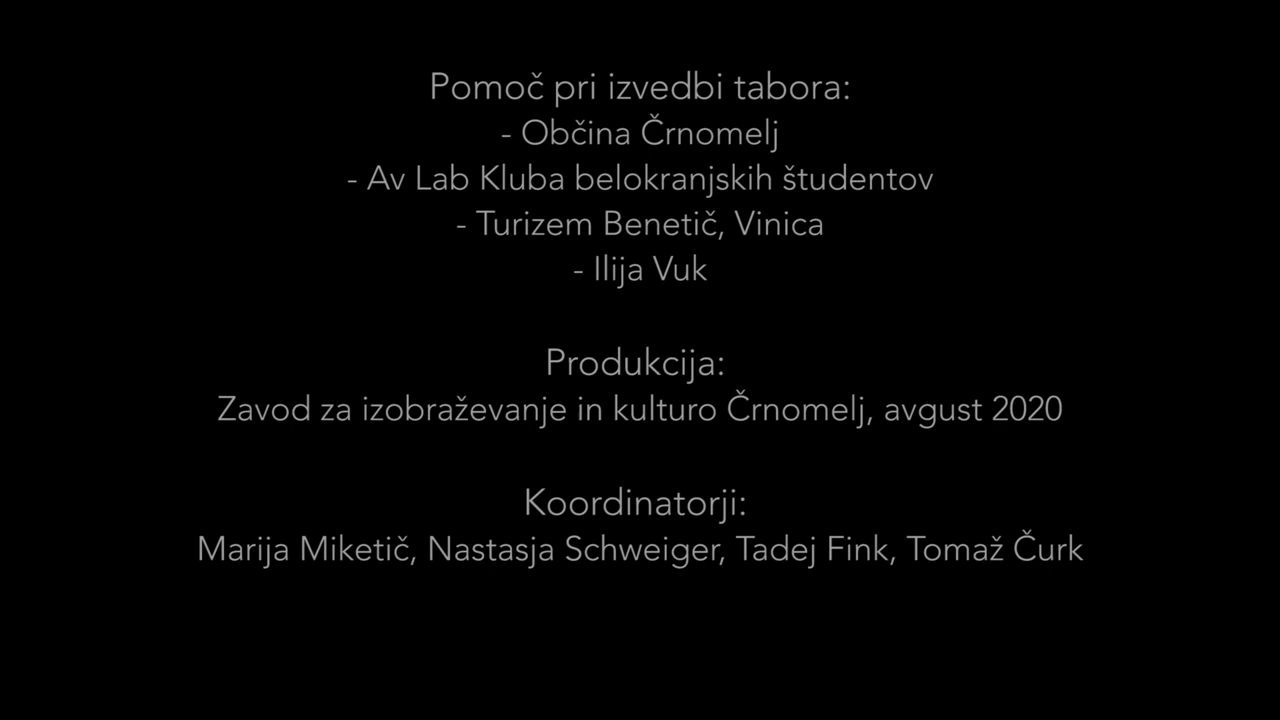 Pomoč pri izvedbi tabora:
- Občina Črnomelj
- Av Lab Kluba belokranjskih študentov
- Turizem Benetič, Vinica
- Ilija Vuk
Produkcija:
Zavod za izobraževanje in kulturo Črnomelj, avgust 2020
Koordinatorji:
Marija Miketič, Nastasja Schweiger, Tadej Fink, Tomaž Čurk